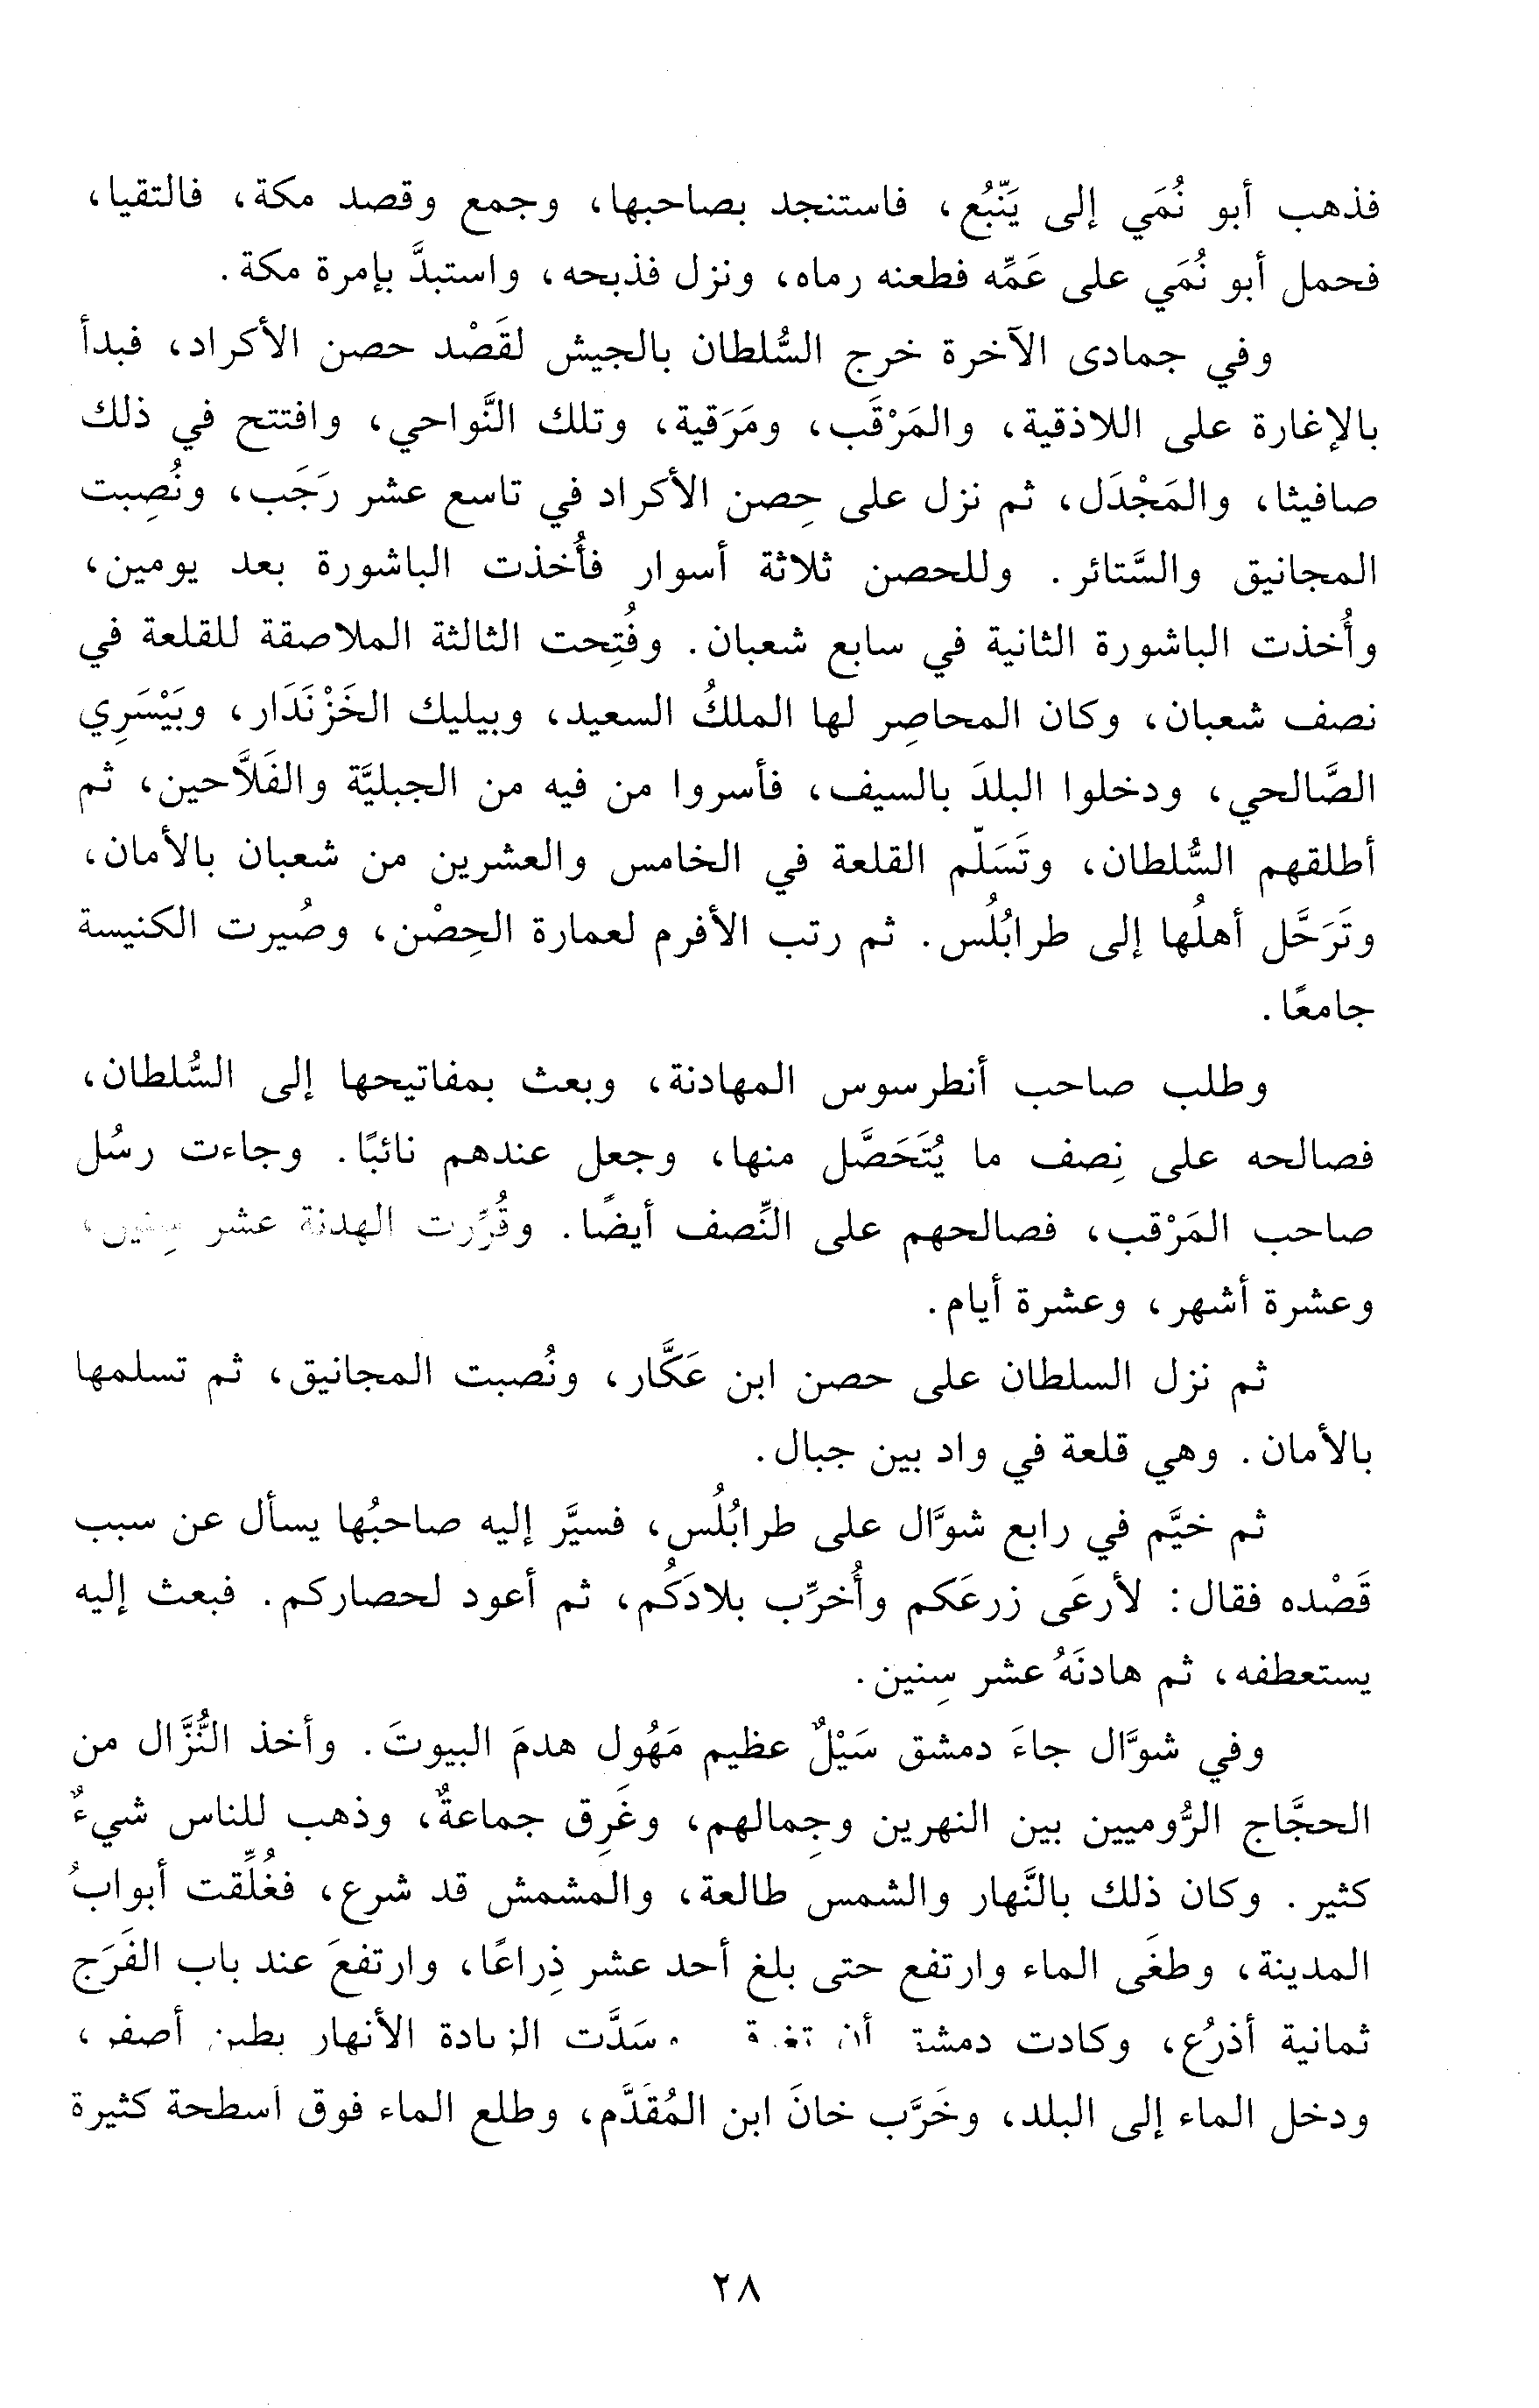 فذهب أبو نُمَي إلى يَنّبُع، فاستنجد بصاحبها، وجمع وقصد مكة، فالتقيا،
فحمل أبو نُمَي على عَمِّه فطعنه رماه، ونزل فذبحه، واستبدَّ بإمرة مكة.
وفي جمادى الآخرة خرج السُّلطان بالجيش لقَصْد حصن الأكراد، فبدأ
بالإغارة على اللاذقية، والمَرْقَب، ومَرَقية، وتلك النَّواحي، وافتتح في ذلك
صافيثا، والمَجْدَل، ثم نزل على حِصن الأكراد في تاسع عشر رَجَب، ونُصِبت
المجانيق والسَّتائر. وللحصن ثلاثة أسوار فأُخذت الباشورة بعد يومين،
وأُخذت الباشورة الثانية في سابع شعبان. وفُتِحت الثالثة الملاصقة للقلعة في
نصف شعبان، وكان المحاصِر لها الملكُ السعيد، وبيليك الخَزْنَدَار، وبَيْسَرِي
الصَّالحي، ودخلوا البلدَ بالسيف، فأسروا من فيه من الجبليَّة والفَلاَّحين، ثم
أطلقهم السُّلطان، وتَسَلّم القلعة في الخامس والعشرين من شعبان بالأمان،
وتَرَحَّل أهلُها إلى طرابُلُس. ثم رتب الأفرم لعمارة الحِصْن، وصُيرت الكنيسة
جامعًا.
وطلب صاحب أنطرسوس المهادنة، وبعث بمفاتيحها إلى السُّلطان،
فصالحه على نِصف ما يُتَحَصَّل منها، وجعل عندهم نائبًا. وجاءت رسُل
صاحب المَرْقب، فصالحهم على النِّصف أيضًا. وقُرِّرت الهدنة عشر سِنين،
وعشرة أشهر، وعشرة أيام.
ثم نزل السلطان على حصن ابن عَكَّار، ونُصبت المجانيق، ثم تسلمها
بالأمان. وهي قلعة في واد بين جبال.
ثم خيَّم في رابع شوَّال على طرابُلُس، فسيَّر إليه صاحبُها يسأل عن سبب
قَصْده فقال: لأرعَى زرعَكم وأُخرِّب بلادَكُم، ثم أعود لحصاركم. فبعث إليه
يستعطفه، ثم هادنَهُ عشر سِنين.
وفي شوَّال جاءَ دمشق سَيْلٌ عظيم مَهُول هدمَ البيوتَ. وأخذ النُّزَّال من
الحجَّاج الرُّوميين بين النهرين وجِمالهم، وغَرِق جماعةٌ، وذهب للناس شيءٌ
كثير. وكان ذلك بالنَّهار والشمس طالعة، والمشمش قد شرع، فغُلِّقت أبوابُ
المدينة، وطغَى الماء وارتفع حتى بلغ أحد عشر ذِراعًا، وارتفعَ عند باب الفَرَج
ثمانية أذرُع، وكادت دمشق أن تغرق وسَدَّت الزيادة الأنهار بطين أصفر،
ودخل الماء إلى البلد، وخَرَّب خانَ ابن المُقَدَّم، وطلع الماء فوق أسطحة كثيرة
٢٨